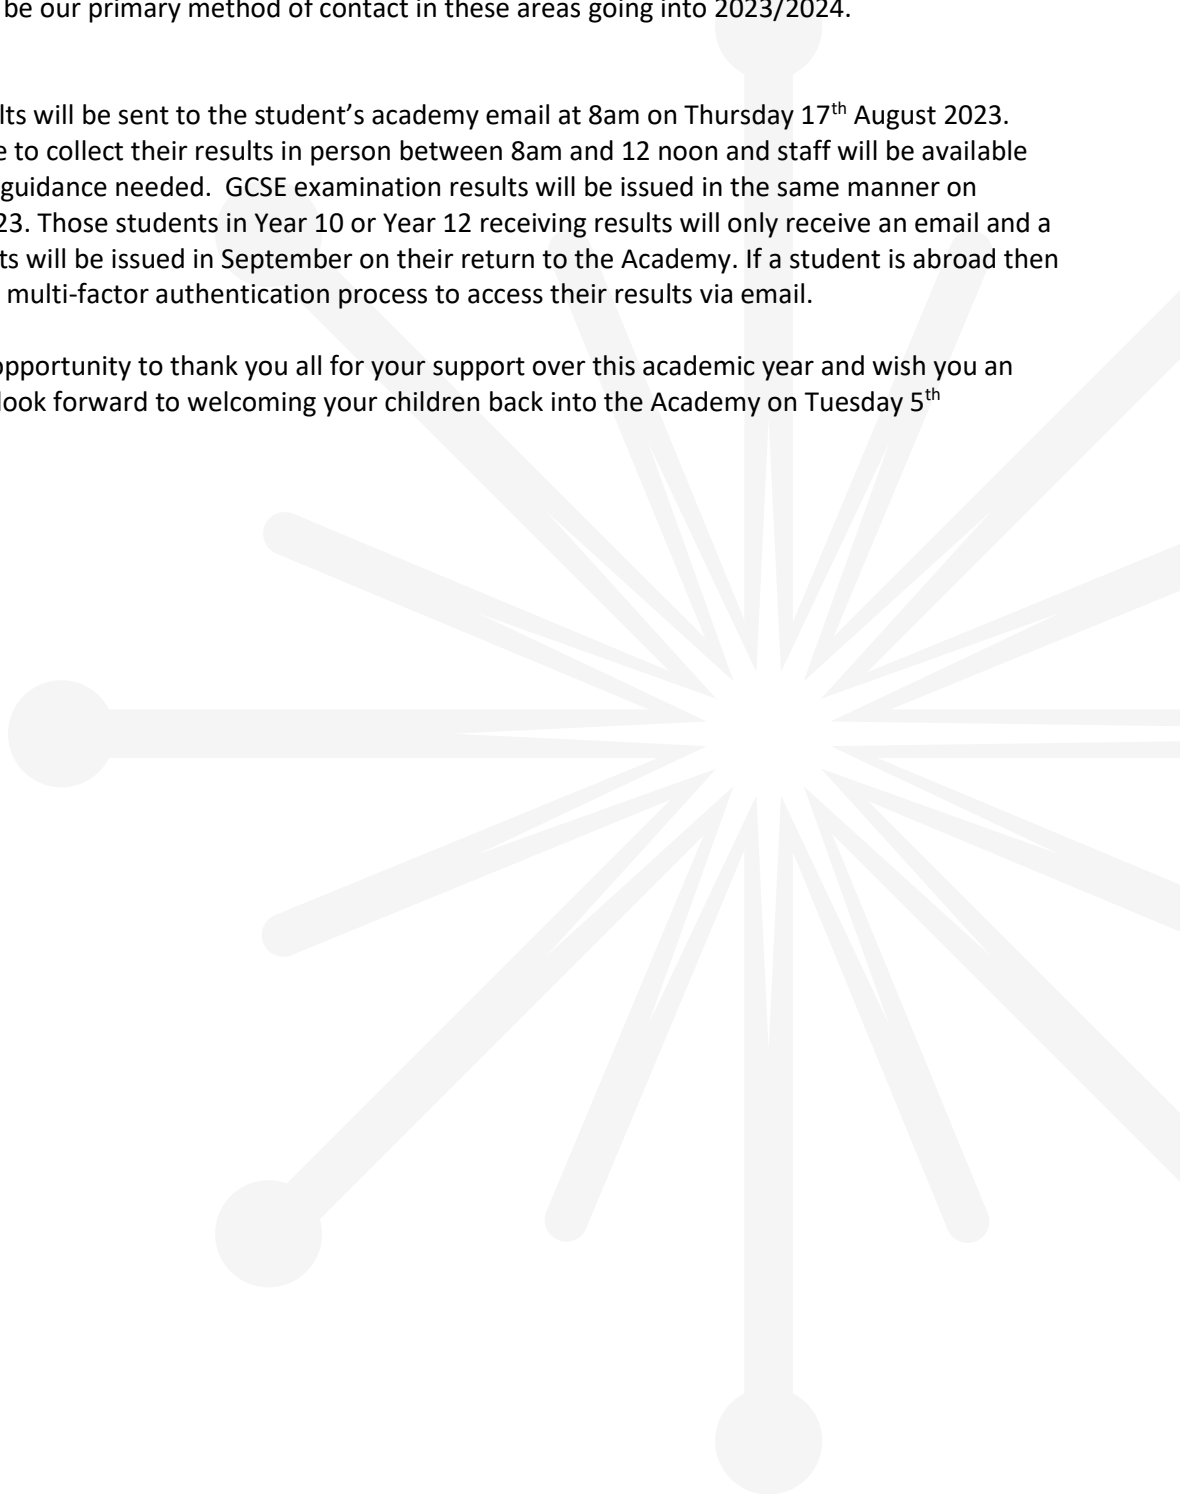 be our primary method of contact in these areas going into 2023/2024.
lts will be sent to the student’s academy email at 8am on Thursday 17th August 2023.
e to collect their results in person between 8am and 12 noon and staff will be available
guidance needed.  GCSE examination results will be issued in the same manner on
23. Those students in Year 10 or Year 12 receiving results will only receive an email and a
ts will be issued in September on their return to the Academy. If a student is abroad then
multi-factor authentication process to access their results via email.
opportunity to thank you all for your support over this academic year and wish you an
look forward to welcoming your children back into the Academy on Tuesday 5th